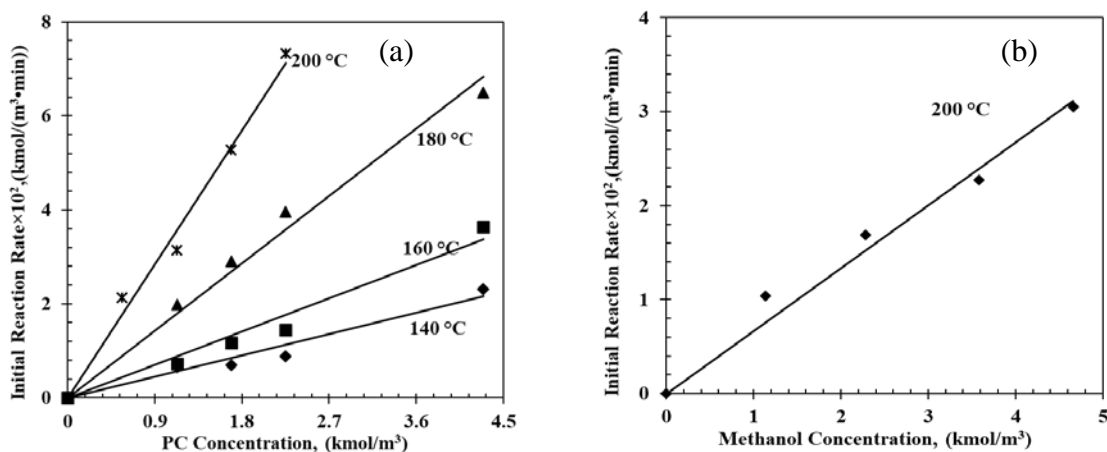 Initial Reaction Rate×10²,(kmol/(m³•min))
8
6
4
2
0
(a)
200 °C
180 °C
160 °C
140 °C
0 0.9 1.8 2.7 3.6 4.5
PC Concentration, (kmol/m³)
Initial Reaction Rate×10²,(kmol/(m³•min)
4
3
2
1
0
(b)
200 °C
0 1 2 3 4 5
Methanol Concentration, (kmol/m³)